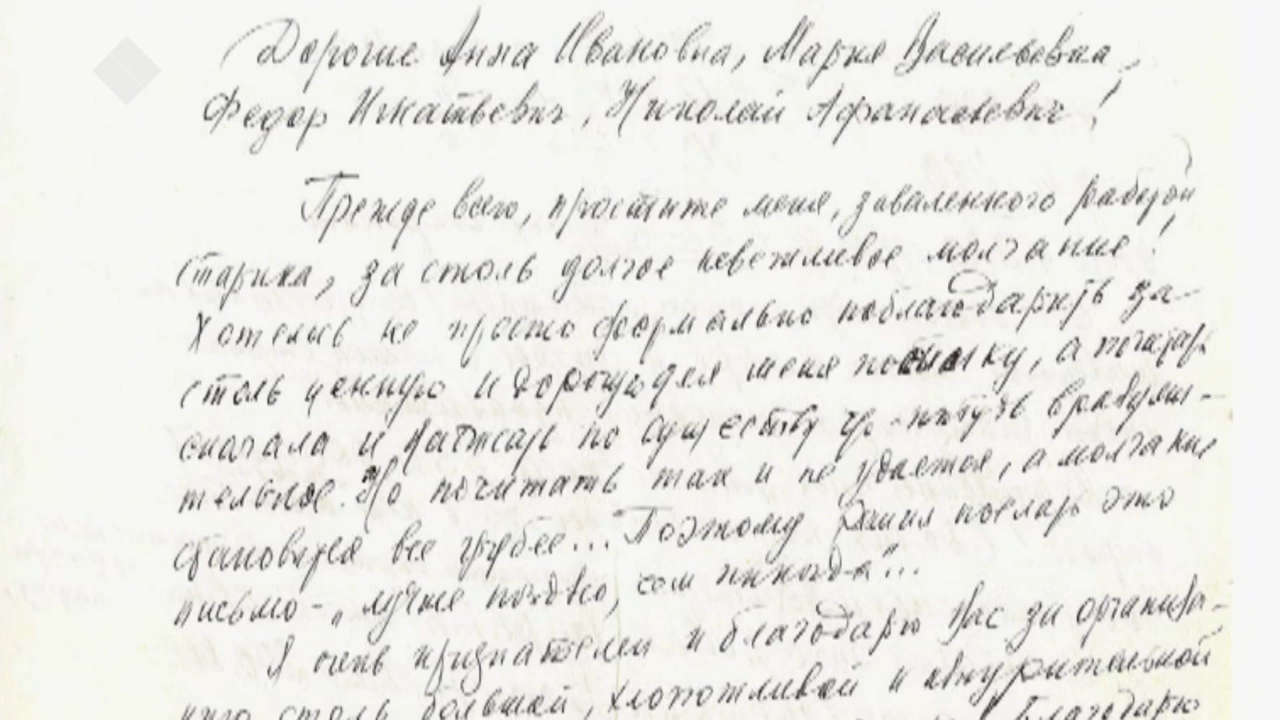 Дорогие Анна Ивановна, Мария Васильевна,
Федор Игнатьевич, Николай Афанасьевич!
Прежде всего, простите меня, заваленного работой
старика, за столь долгое невежливое молчание!
Хотелось не просто формально поблагодарить за
столь ценную и дорогую для меня посылку, а почитать
сначала и написать по существу что-нибудь вразуми-
тельное. Но почитать так и не удается, а молчание
становится все грубее... Поэтому решил послать это
письмо - „лучше поздно, чем никогда"...
Я очень признателен и благодарю Вас за организа-
цию столь большой, хлопотливой и
Благодарю